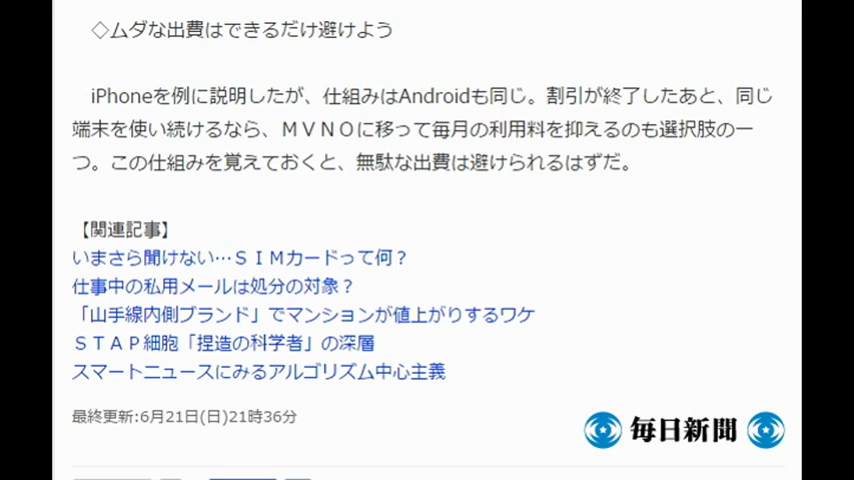 ◇ムダな出費はできるだけ避けよう
iPhoneを例に説明したが、仕組みはAndroidも同じ。割引が終了したあと、同じ
端末を使い続けるなら、ＭＶＮＯに移って毎月の利用料を抑えるのも選択肢の一
つ。この仕組みを覚えておくと、無駄な出費は避けられるはずだ。
【関連記事】
いまさら聞けない…ＳＩＭカードって何？
仕事中の私用メールは処分の対象？
「山手線内側ブランド」でマンションが値上がりするワケ
ＳＴＡＰ細胞「捏造の科学者」の深層
スマートニュースにみるアルゴリズム中心主義
最終更新:6月21日(日)21時36分
毎日新聞